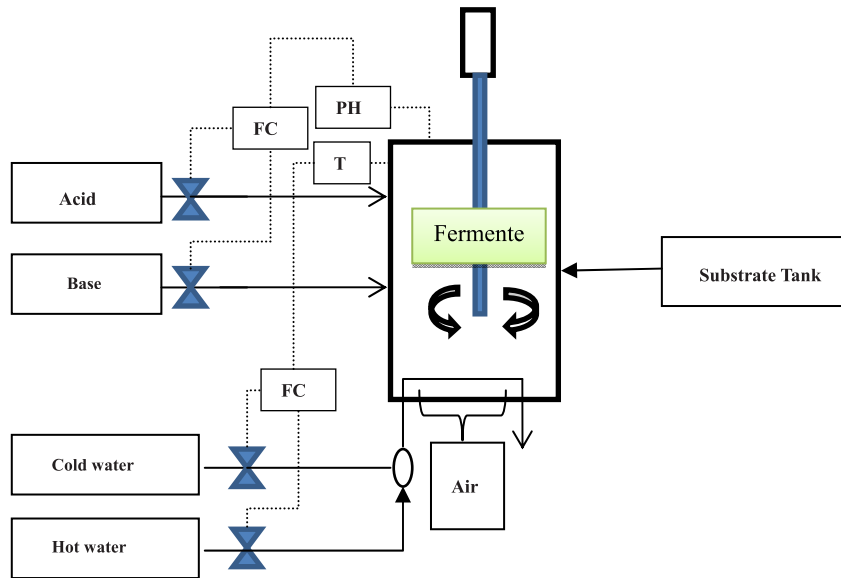 PH
FC
T
Acid
Fermente
Base
Substrate Tank
FC
Cold water
Air
Hot water